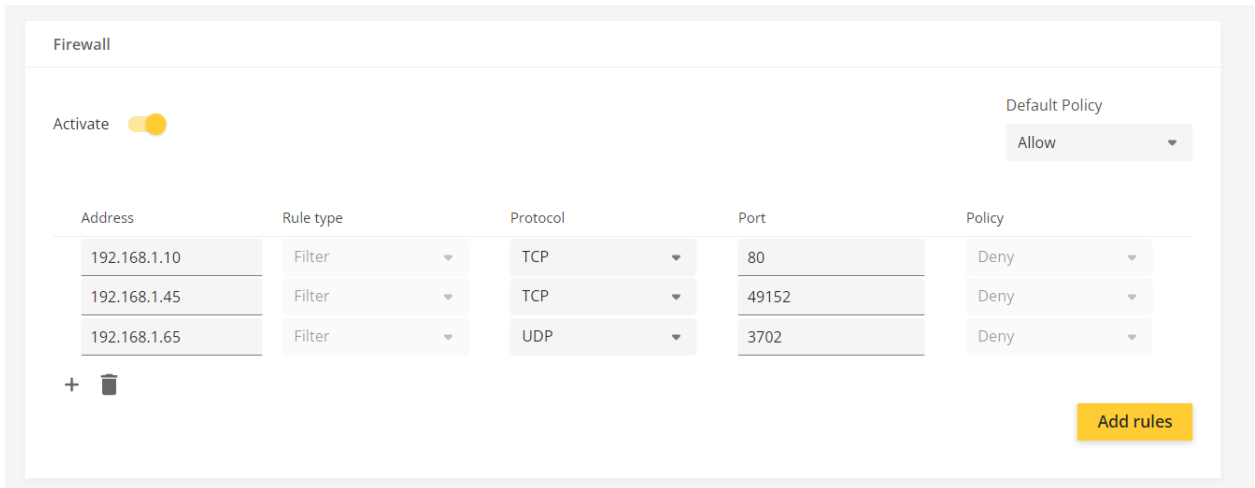 Firewall
Default Policy
Activate
Allow
Address Rule type Protocol Port Policy
192.168.1.10 Filter TCP 80 Deny
192.168.1.45 Filter TCP 49152 Deny
192.168.1.65 Filter UDP 3702 Deny
Add rules